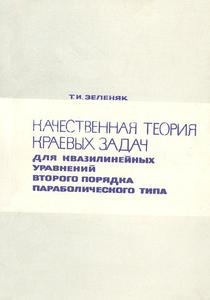 Т.И. ЗЕЛЕНЯК
КАЧЕСТВЕННАЯ ТЕОРИЯ
КРАЕВЫХ ЗАДАЧ
ДЛЯ КВАЗИЛИНЕЙНЫХ
УРАВНЕНИЙ
ВТОРОГО ПОРЯДКА
ПАРАБОЛИЧЕСКОГО ТИПА